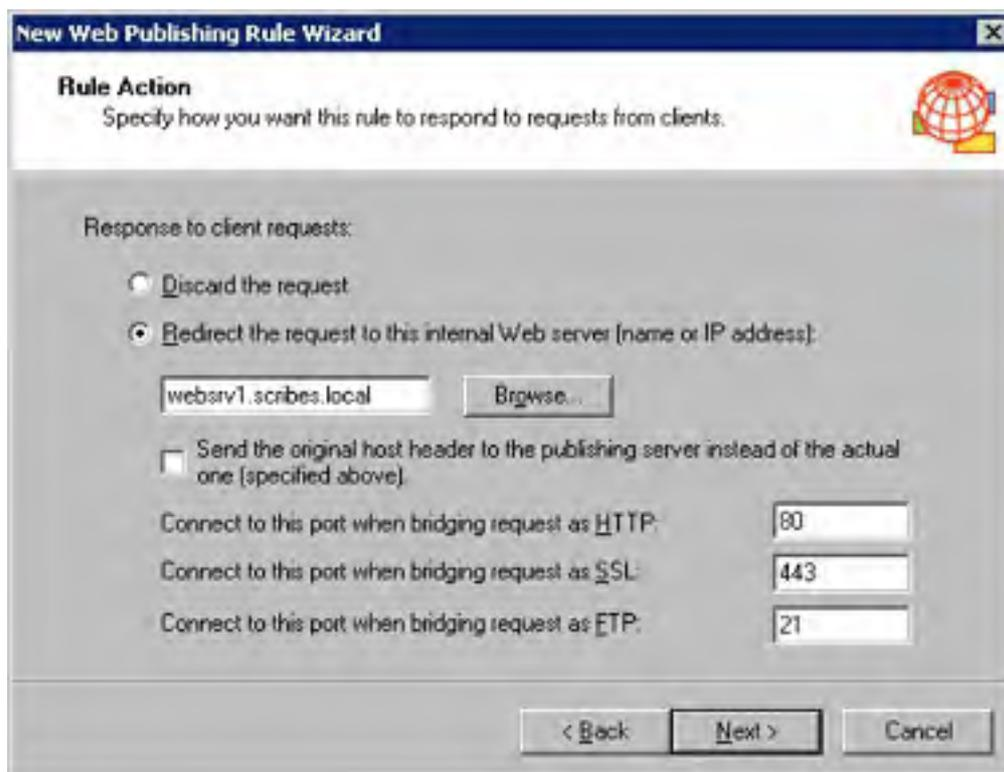 New Web Publishing Rule Wizard
Rule Action
Specify how you want this rule to respond to requests from clients.
Response to client requests:
Discard the request
Redirect the request to this internal Web server (name or IP address):
websrv1.scribes.local
Browse...
Send the original host header to the publishing server instead of the actual
one (specified above).
Connect to this port when bridging request as HTTP: 80
Connect to this port when bridging request as SSL: 443
Connect to this port when bridging request as FTP: 21
< Back Next > Cancel